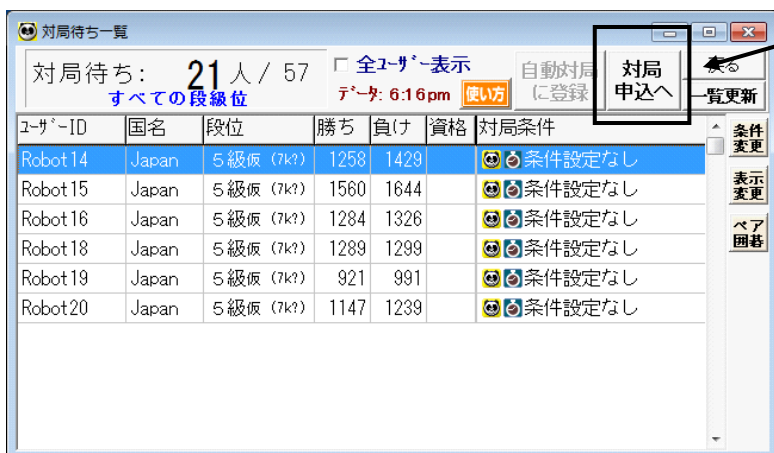 対局待ち一覧
対局待ち: 21人 / 57
すべての段級位
全ﾕｰｻﾞｰ表示
ﾃﾞｰﾀ: 6:16pm 使い方
自動対局に登録
対局申込へ
戻る
一覧更新
ﾕｰｻﾞｰID 国名 段位 勝ち 負け 資格 対局条件
Robot14 Japan 5級仮 (7k?) 1258 1429 条件設定なし
Robot15 Japan 5級仮 (7k?) 1560 1644 条件設定なし
Robot16 Japan 5級仮 (7k?) 1284 1326 条件設定なし
Robot18 Japan 5級仮 (7k?) 1289 1299 条件設定なし
Robot19 Japan 5級仮 (7k?) 921 991 条件設定なし
Robot20 Japan 5級仮 (7k?) 1147 1239 条件設定なし
条件変更
表示変更
ペア囲碁